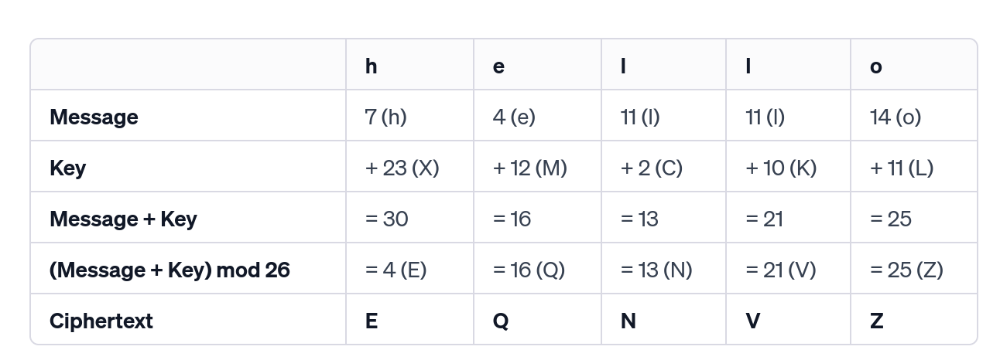 h e l l o
Message 7 (h) 4 (e) 11 (l) 11 (l) 14 (o)
Key + 23 (X) + 12 (M) + 2 (C) + 10 (K) + 11 (L)
Message + Key = 30 = 16 = 13 = 21 = 25
(Message + Key) mod 26 = 4 (E) = 16 (Q) = 13 (N) = 21 (V) = 25 (Z)
Ciphertext E Q N V Z